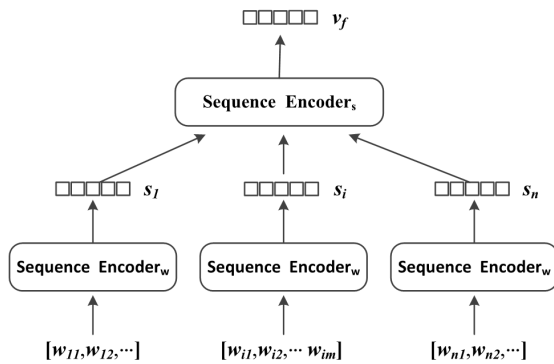 v_f
Sequence Encoder_s
s_1 s_i s_n
Sequence Encoder_w Sequence Encoder_w Sequence Encoder_w
[w_11,w_12,···] [w_i1,w_i2,··· w_im] [w_n1,w_n2,···]